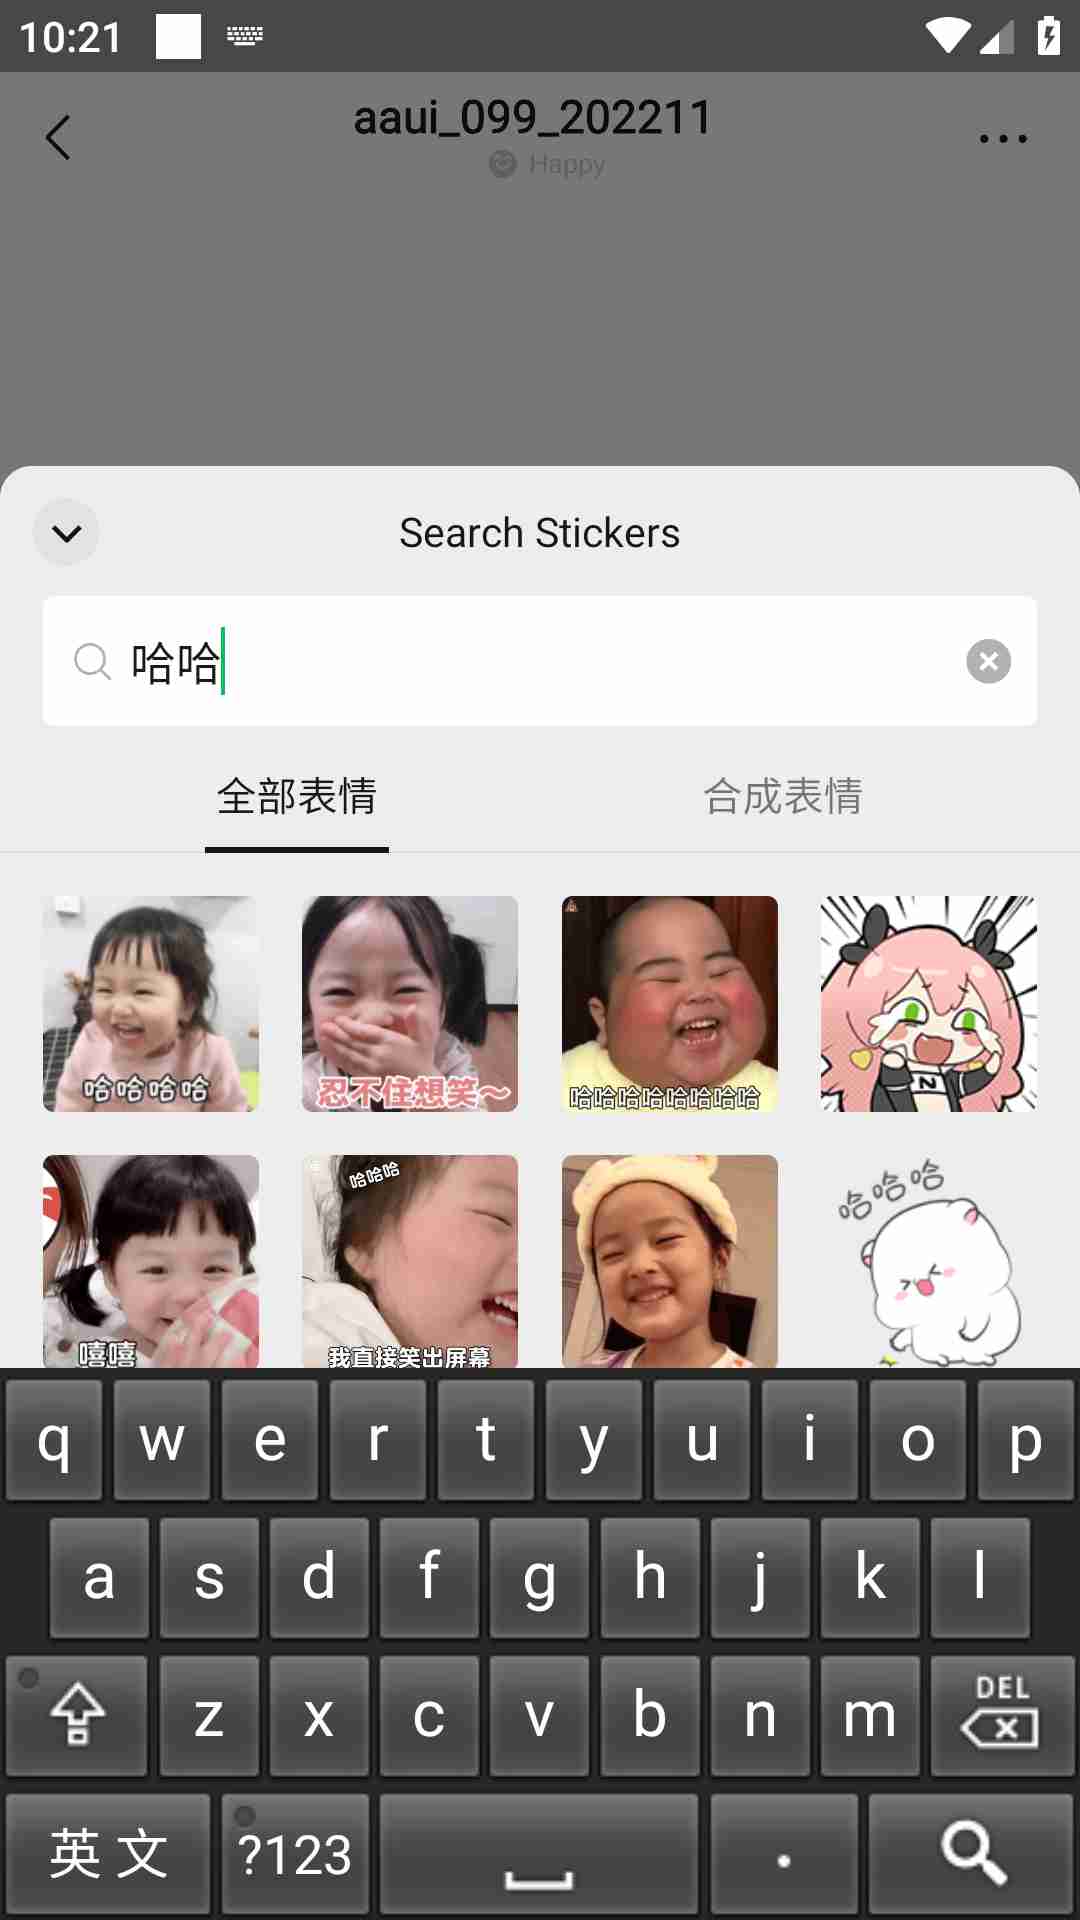 10:21
aaui_099_202211
Happy
Search Stickers
哈哈
全部表情 合成表情
哈哈哈哈
忍不住想笑～
哈哈哈哈哈哈哈哈
N
嘻嘻
哈哈哈
我直接笑出屏幕
哈哈哈
q w e r t y u i o p
a s d f g h j k l
z x c v b n m DEL
英文 ?123 .